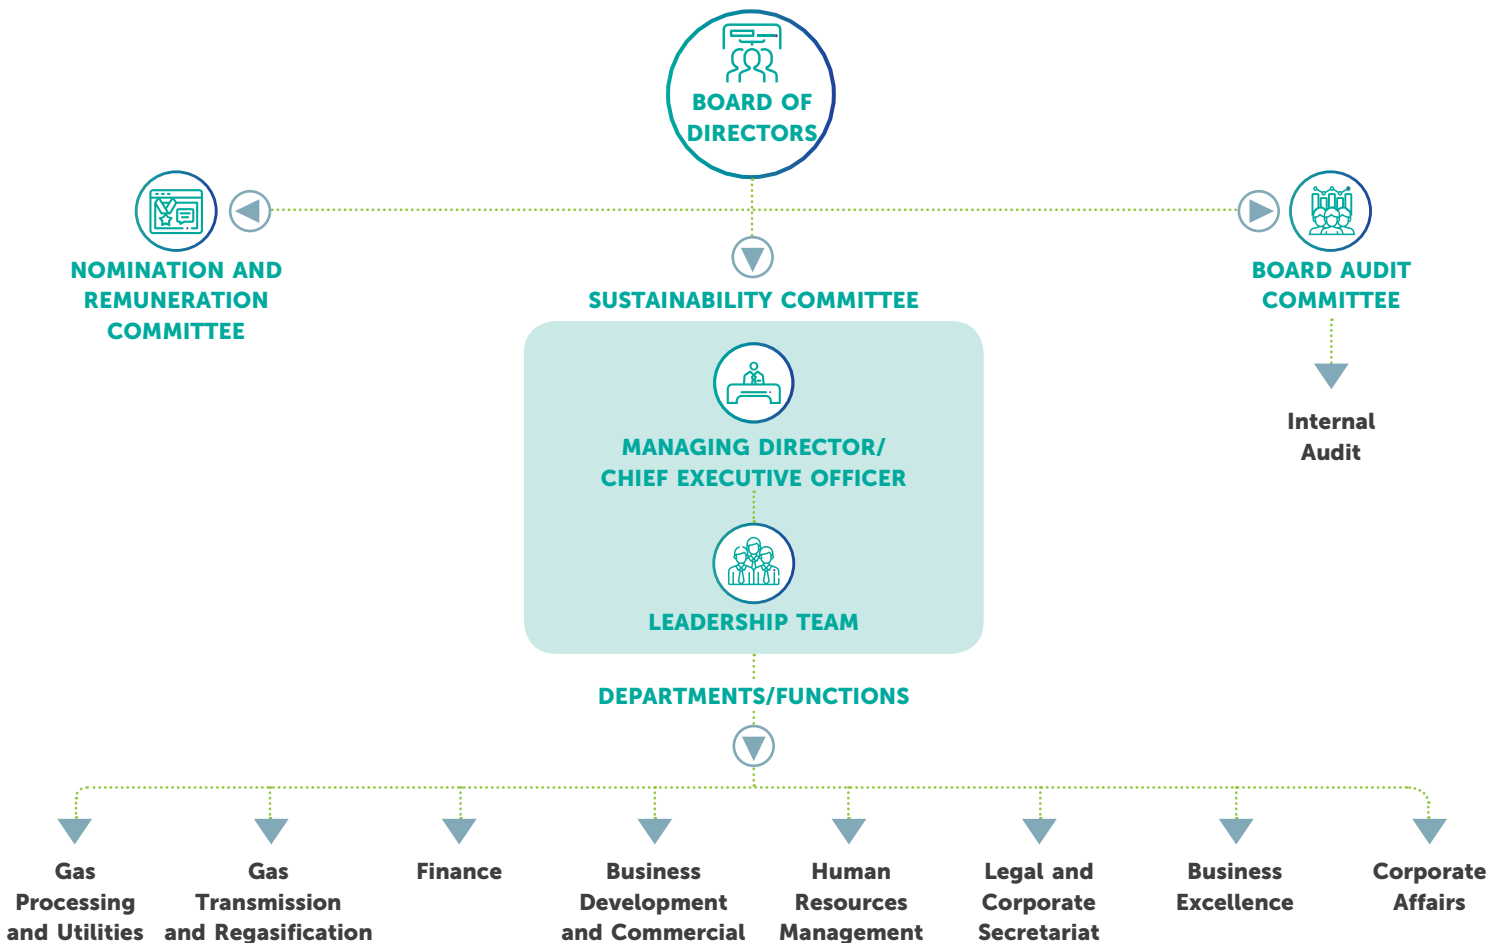 BOARD OF
DIRECTORS
NOMINATION AND
REMUNERATION
COMMITTEE
SUSTAINABILITY COMMITTEE
BOARD AUDIT
COMMITTEE
Internal
Audit
MANAGING DIRECTOR/
CHIEF EXECUTIVE OFFICER
LEADERSHIP TEAM
DEPARTMENTS/FUNCTIONS
Gas
Processing
and Utilities
Gas
Transmission
and Regasification
Finance
Business
Development
and Commercial
Human
Resources
Management
Legal and
Corporate
Secretariat
Business
Excellence
Corporate
Affairs